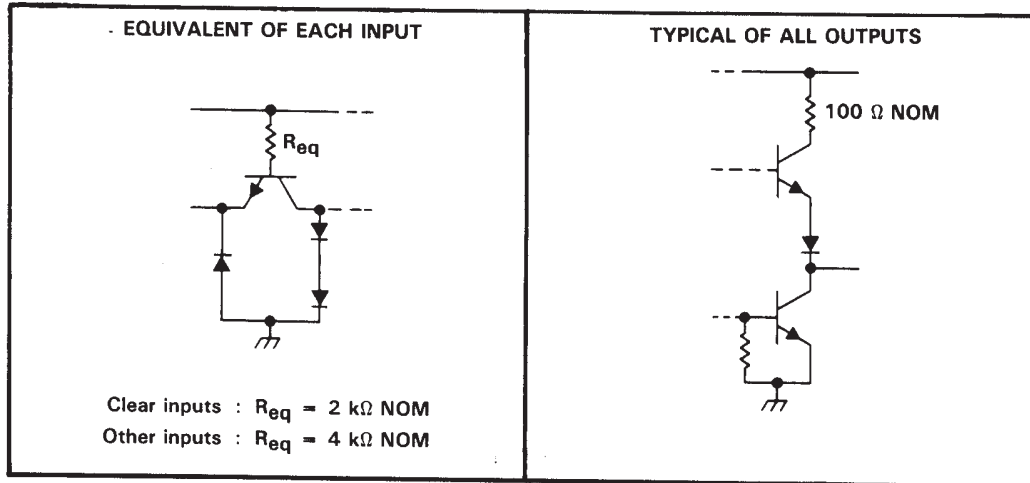 EQUIVALENT OF EACH INPUT
Req
Clear inputs : Req = 2 kΩ NOM
Other inputs : Req = 4 kΩ NOM
TYPICAL OF ALL OUTPUTS
100 Ω NOM